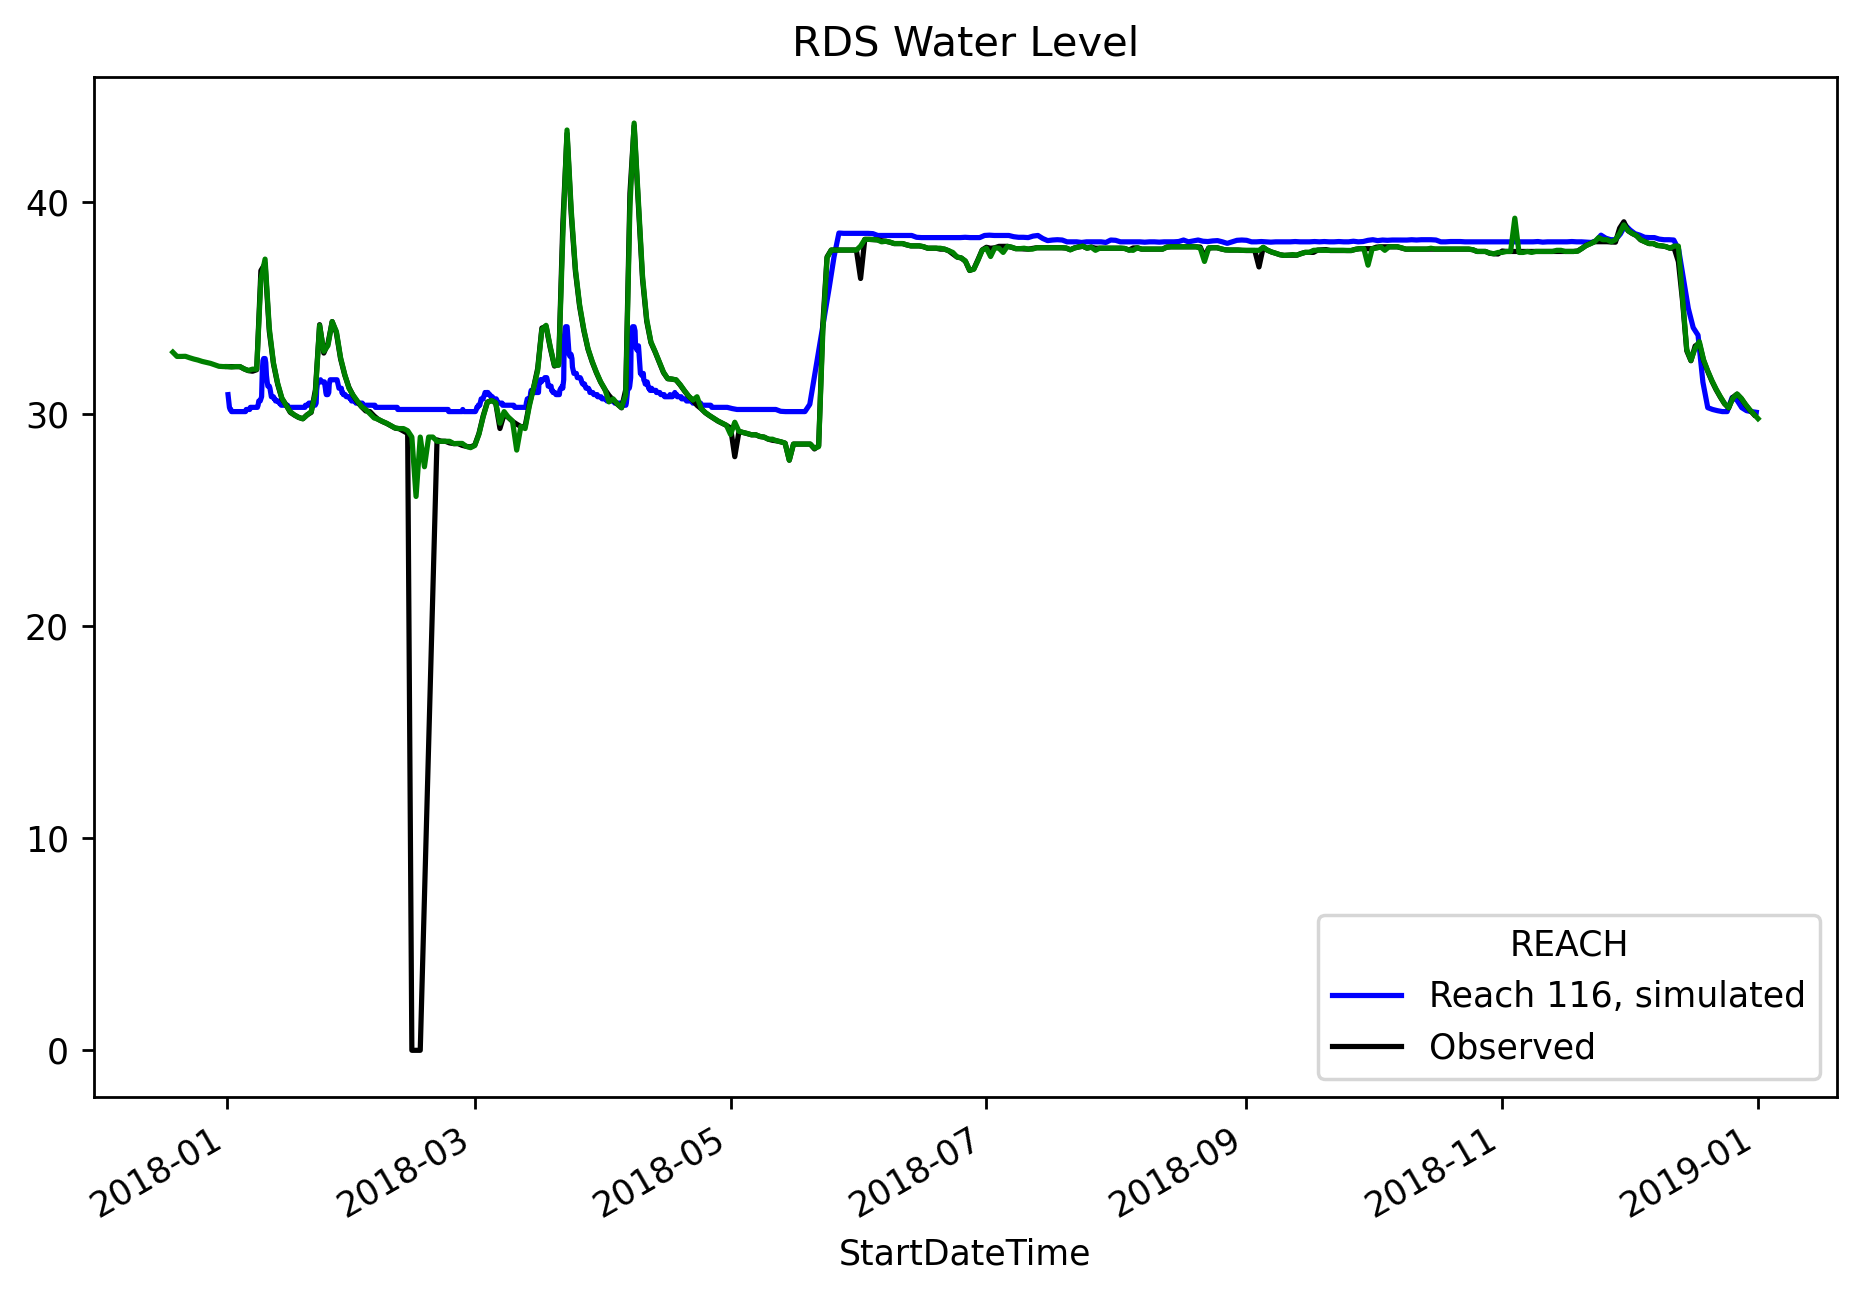 RDS Water Level
40
30
20
10
0
REACH
Reach 116, simulated
Observed
2018-01
2018-03
2018-05
2018-07
2018-09
2018-11
2019-01
StartDateTime